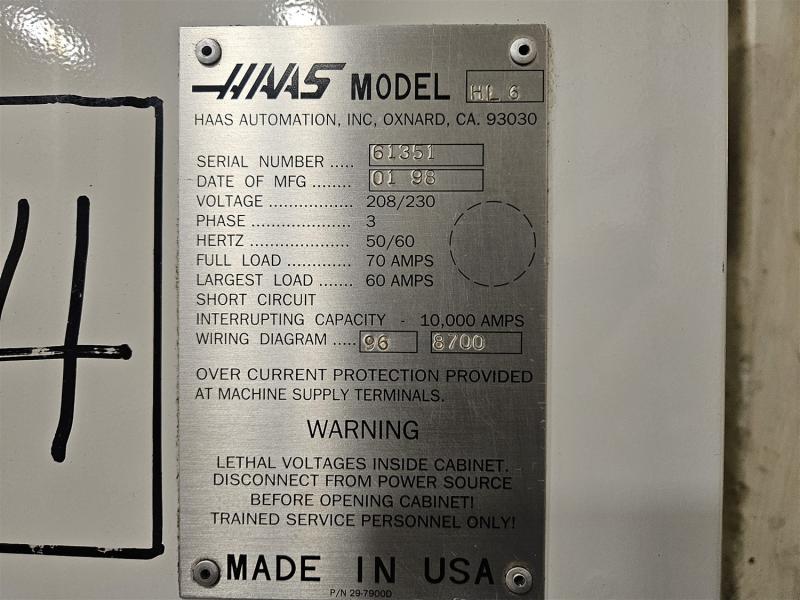 HAAS MODEL HL 6
HAAS AUTOMATION, INC, OXNARD, CA. 93030
SERIAL NUMBER ..... 61351
DATE OF MFG ........ 01 98
VOLTAGE ................. 208/230
PHASE ......................... 3
HERTZ ...................... 50/60
FULL LOAD ............. 70 AMPS
LARGEST LOAD ....... 60 AMPS
SHORT CIRCUIT
INTERRUPTING CAPACITY - 10,000 AMPS
WIRING DIAGRAM ..... 96 8700
OVER CURRENT PROTECTION PROVIDED
AT MACHINE SUPPLY TERMINALS.
WARNING
LETHAL VOLTAGES INSIDE CABINET.
DISCONNECT FROM POWER SOURCE
BEFORE OPENING CABINET!
TRAINED SERVICE PERSONNEL ONLY!
MADE IN USA
P/N 29-7900D
4